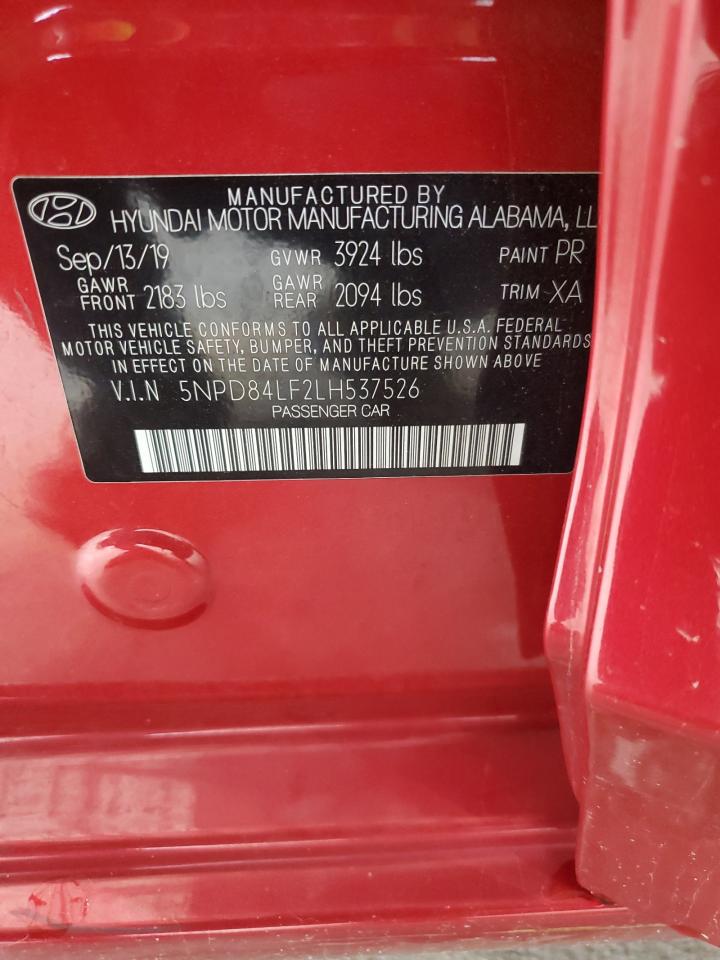 MANUFACTURED BY
HYUNDAI MOTOR MANUFACTURING ALABAMA, LL
Sep/13/19 GVWR 3924 lbs PAINT PR
GAWR FRONT 2183 lbs GAWR REAR 2094 lbs TRIM XA
THIS VEHICLE CONFORMS TO ALL APPLICABLE U.S.A. FEDERAL
MOTOR VEHICLE SAFETY, BUMPER, AND THEFT PREVENTION STANDARDS
IN EFFECT ON THE DATE OF MANUFACTURE SHOWN ABOVE
V.I.N 5NPD84LF2LH537526
PASSENGER CAR